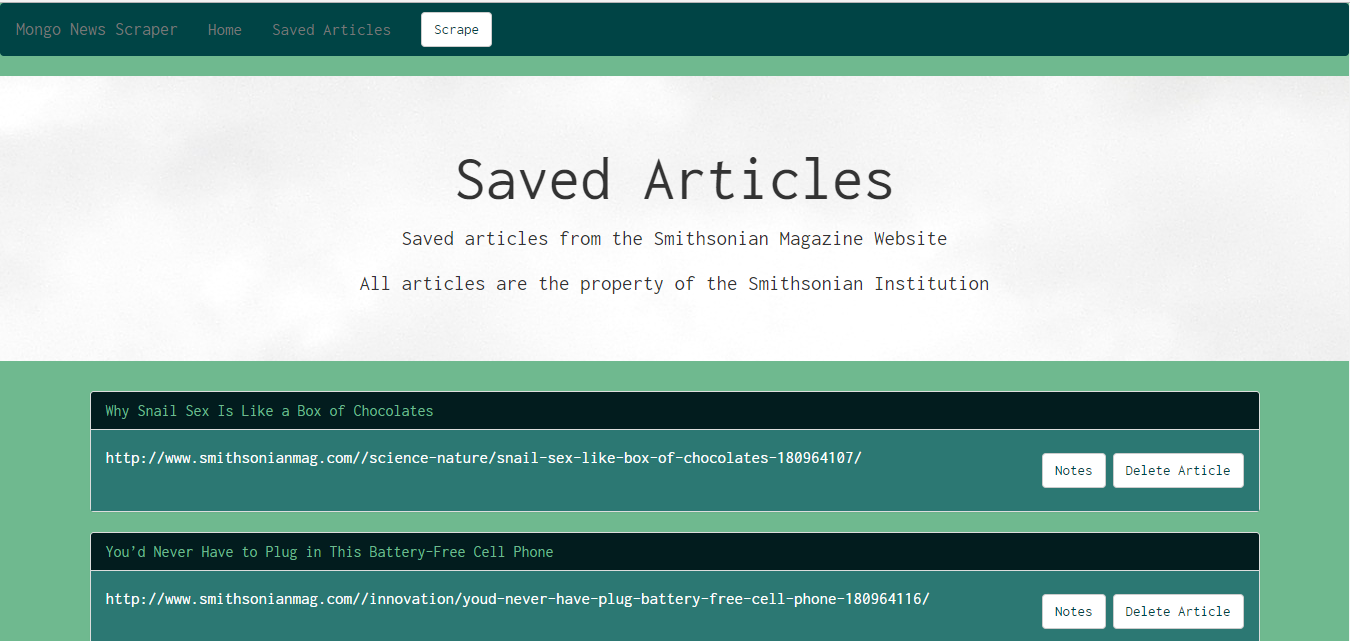 Mongo News Scraper Home Saved Articles Scrape
Saved Articles
Saved articles from the Smithsonian Magazine Website
All articles are the property of the Smithsonian Institution
Why Snail Sex Is Like a Box of Chocolates
http://www.smithsonianmag.com//science-nature/snail-sex-like-box-of-chocolates-180964107/
Notes Delete Article
You’d Never Have to Plug in This Battery-Free Cell Phone
http://www.smithsonianmag.com//innovation/youd-never-have-plug-battery-free-cell-phone-180964116/
Notes Delete Article